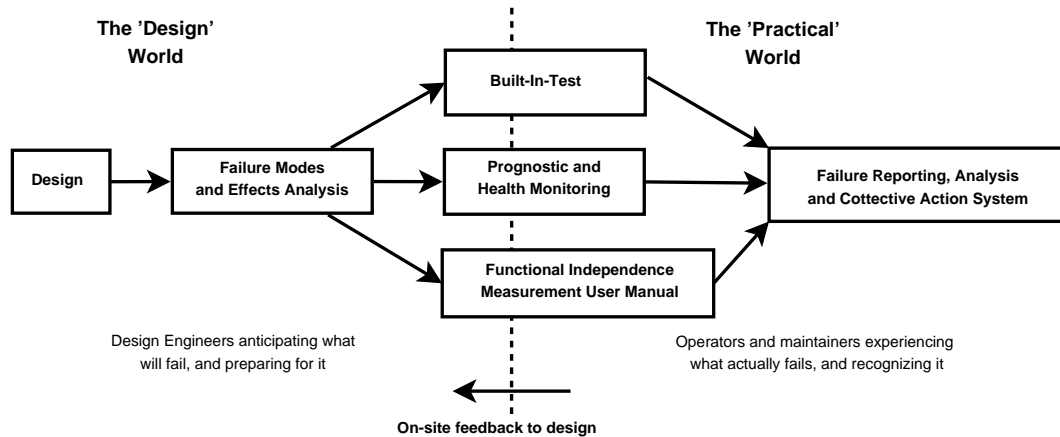 The ’Design’
World
The ’Practical’
World
Built-In-Test
Design
Failure Modes
and Effects Analysis
Prognostic and
Health Monitoring
Failure Reporting, Analysis
and Cottective Action System
Functional Independence
Measurement User Manual
Design Engineers anticipating what
will fail, and preparing for it
Operators and maintainers experiencing
what actually fails, and recognizing it
On-site feedback to design